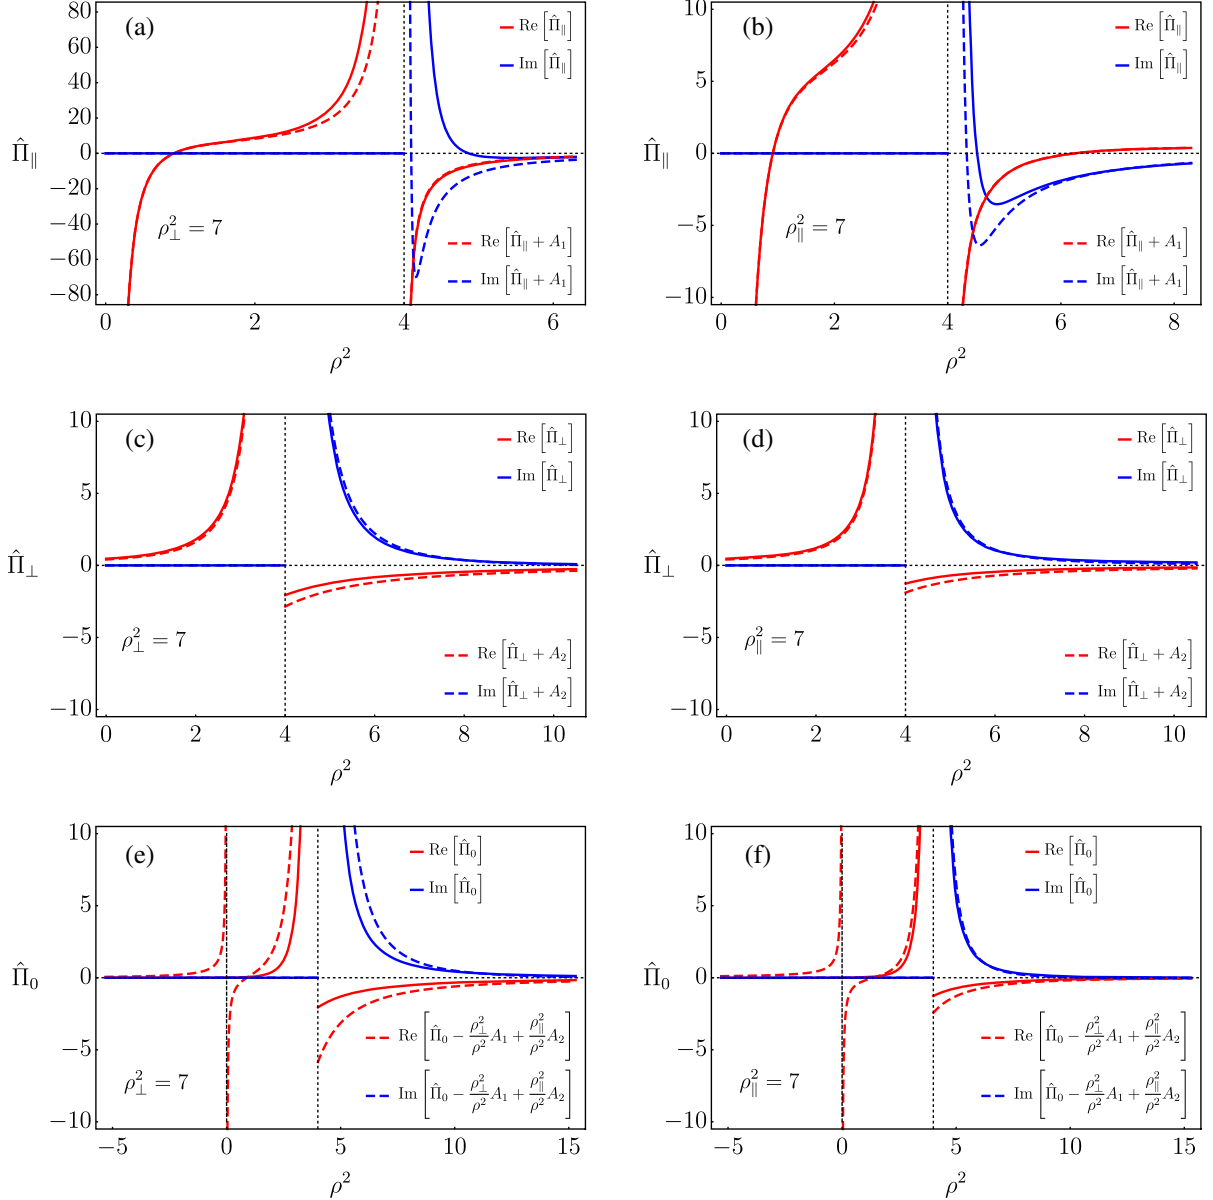 (a)
80
60
40
20
0
−20
−40
−60
−80
Π̂∥
Re [Π̂∥]
Im [Π̂∥]
ρ⊥² = 7
Re [Π̂∥ + A₁]
Im [Π̂∥ + A₁]
0 2 4 6
ρ²
(b)
10
5
0
−5
−10
Π̂∥
Re [Π̂∥]
Im [Π̂∥]
ρ∥² = 7
Re [Π̂∥ + A₁]
Im [Π̂∥ + A₁]
0 2 4 6 8
ρ²
(c)
10
5
0
−5
−10
Π̂⊥
Re [Π̂⊥]
Im [Π̂⊥]
ρ⊥² = 7
Re [Π̂⊥ + A₂]
Im [Π̂⊥ + A₂]
0 2 4 6 8 10
ρ²
(d)
10
5
0
−5
−10
Π̂⊥
Re [Π̂⊥]
Im [Π̂⊥]
ρ∥² = 7
Re [Π̂⊥ + A₂]
Im [Π̂⊥ + A₂]
0 2 4 6 8 10
ρ²
(e)
10
5
0
−5
−10
Π̂₀
Re [Π̂₀]
Im [Π̂₀]
ρ⊥² = 7
Re [Π̂₀ − ρ⊥²/ρ² A₁ + ρ∥²/ρ² A₂]
Im [Π̂₀ − ρ⊥²/ρ² A₁ + ρ∥²/ρ² A₂]
−5 0 5 10 15
ρ²
(f)
10
5
0
−5
−10
Π̂₀
Re [Π̂₀]
Im [Π̂₀]
ρ∥² = 7
Re [Π̂₀ − ρ⊥²/ρ² A₁ + ρ∥²/ρ² A₂]
Im [Π̂₀ − ρ⊥²/ρ² A₁ + ρ∥²/ρ² A₂]
−5 0 5 10 15
ρ²